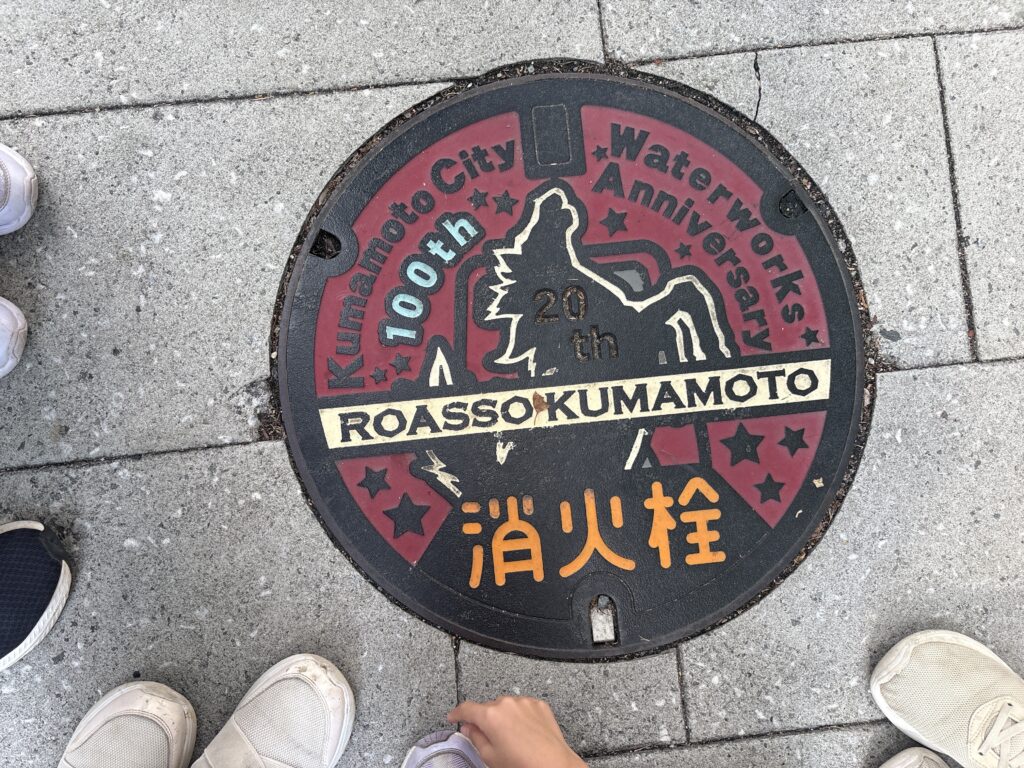 Kumamoto City
100th
Waterworks
Anniversary
20
th
ROASSO KUMAMOTO
消火栓